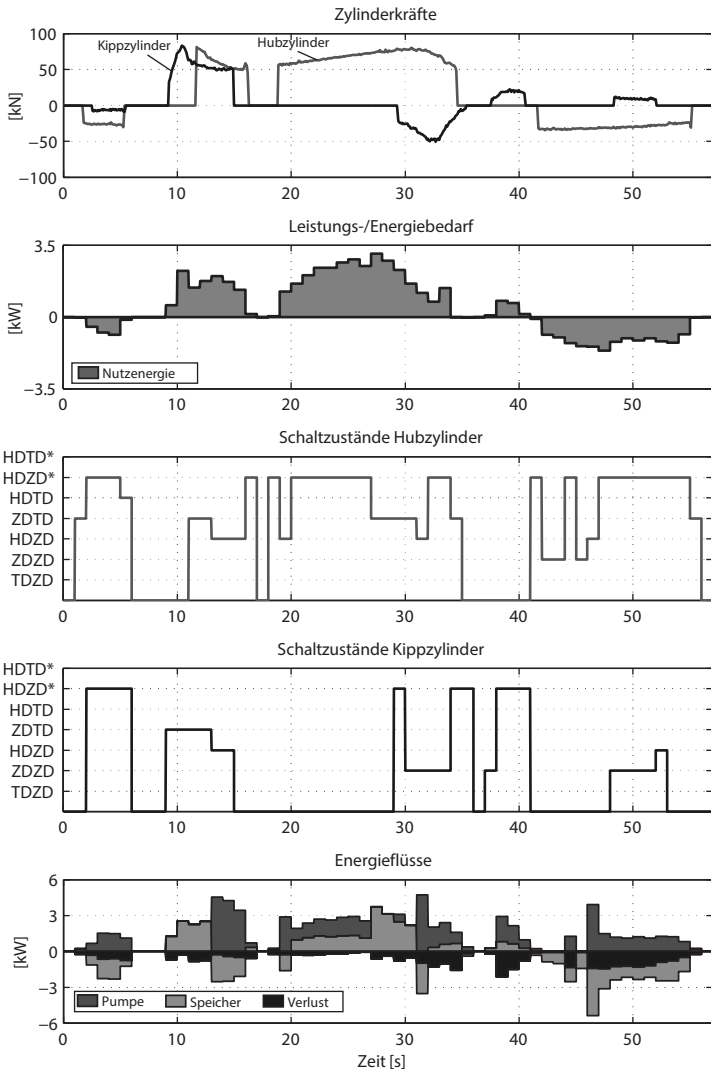 Zylinderkräfte
100
50
0
−50
−100
[kN]
Kippzylinder
Hubzylinder
0 10 20 30 40 50
Leistungs-/Energiebedarf
3.5
0
−3.5
[kW]
Nutzenergie
0 10 20 30 40 50
Schaltzustände Hubzylinder
HDTD*
HDZD*
HDTD
ZDTD
HDZD
ZDZD
TDZD
0 10 20 30 40 50
Schaltzustände Kippzylinder
HDTD*
HDZD*
HDTD
ZDTD
HDZD
ZDZD
TDZD
0 10 20 30 40 50
Energieflüsse
6
3
0
−3
−6
[kW]
Pumpe Speicher Verlust
0 10 20 30 40 50
Zeit [s]